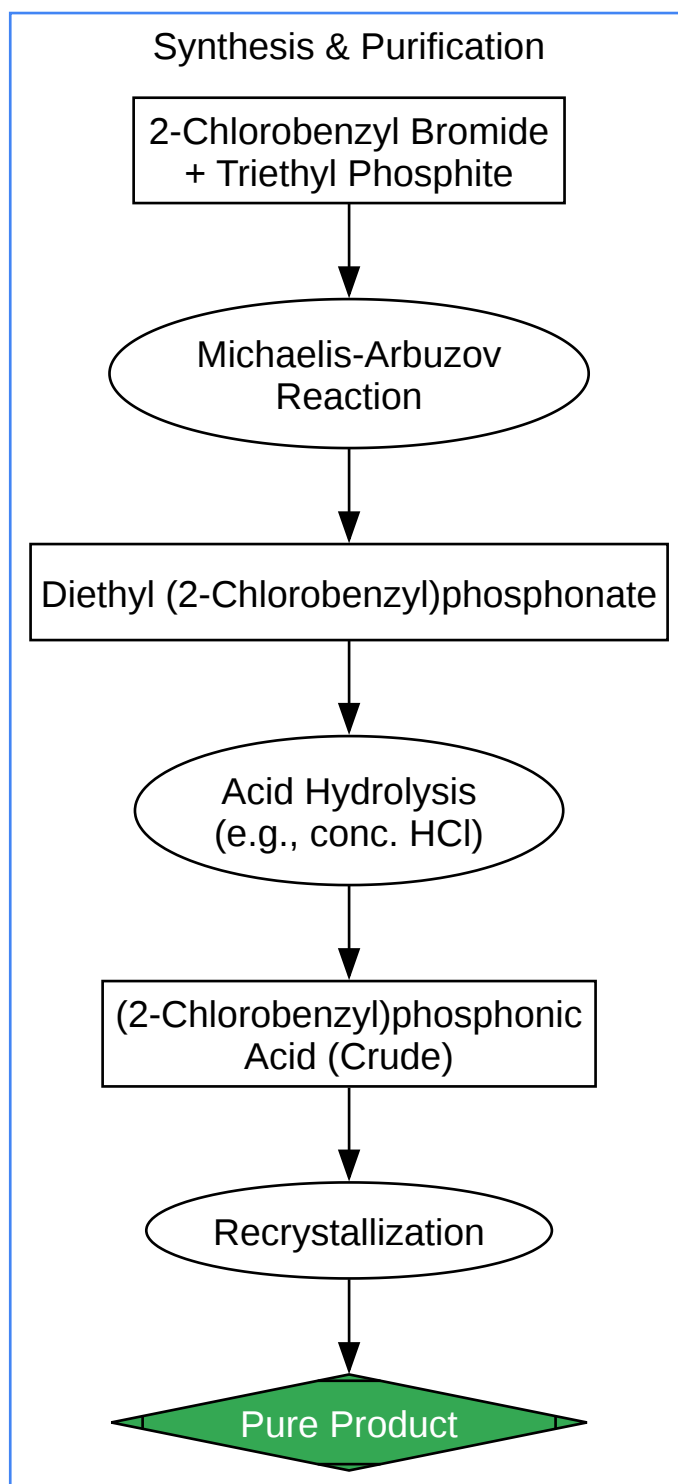 Synthesis & Purification
2-Chlorobenzyl Bromide
+ Triethyl Phosphite
Michaelis-Arbuzov
Reaction
Diethyl (2-Chlorobenzyl)phosphonate
Acid Hydrolysis
(e.g., conc. HCl)
(2-Chlorobenzyl)phosphonic
Acid (Crude)
Recrystallization
Pure Product